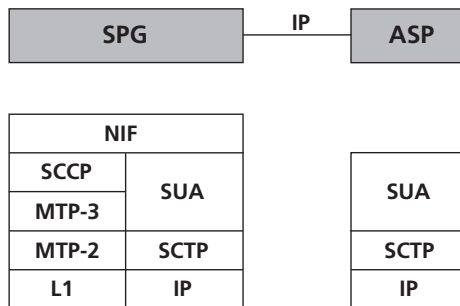 SPG
IP
ASP
NIF
SCCP
SUA
MTP-3
MTP-2
SCTP
L1
IP
SUA
SCTP
IP